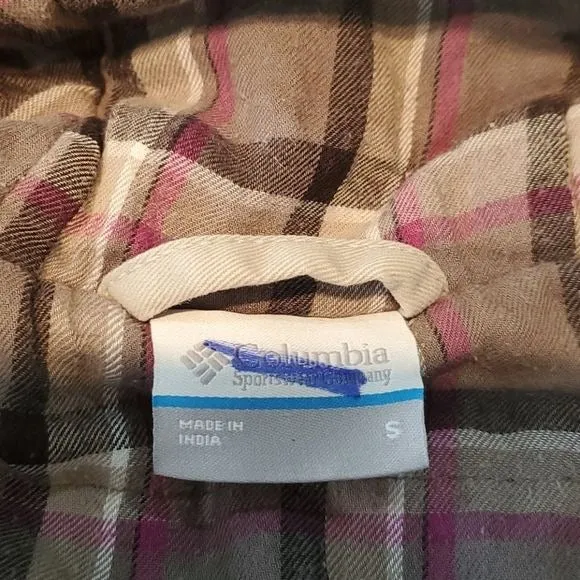 Columbia
Sportswear Company
MADE IN
INDIA
S